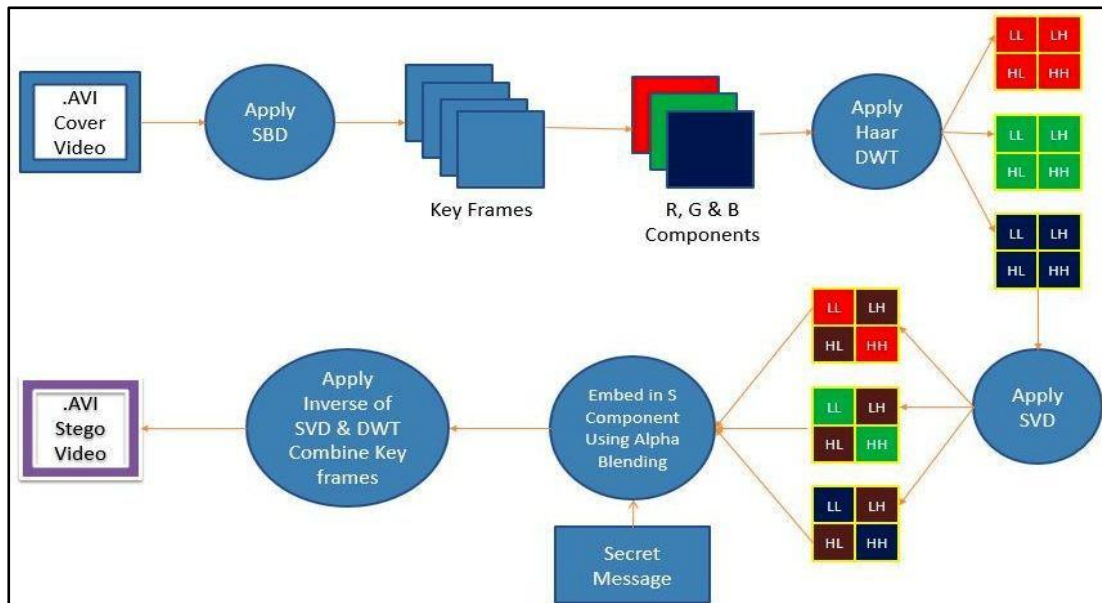 .AVI
Cover
Video
Apply
SBD
Key Frames
R, G & B
Components
Apply
Haar
DWT
LL LH
HL HH
LL LH
HL HH
LL LH
HL HH
Apply
SVD
LL LH
HL HH
LL LH
HL HH
LL LH
HL HH
Embed in S
Component
Using Alpha
Blending
Secret
Message
Apply
Inverse of
SVD & DWT
Combine Key
frames
.AVI
Stego
Video